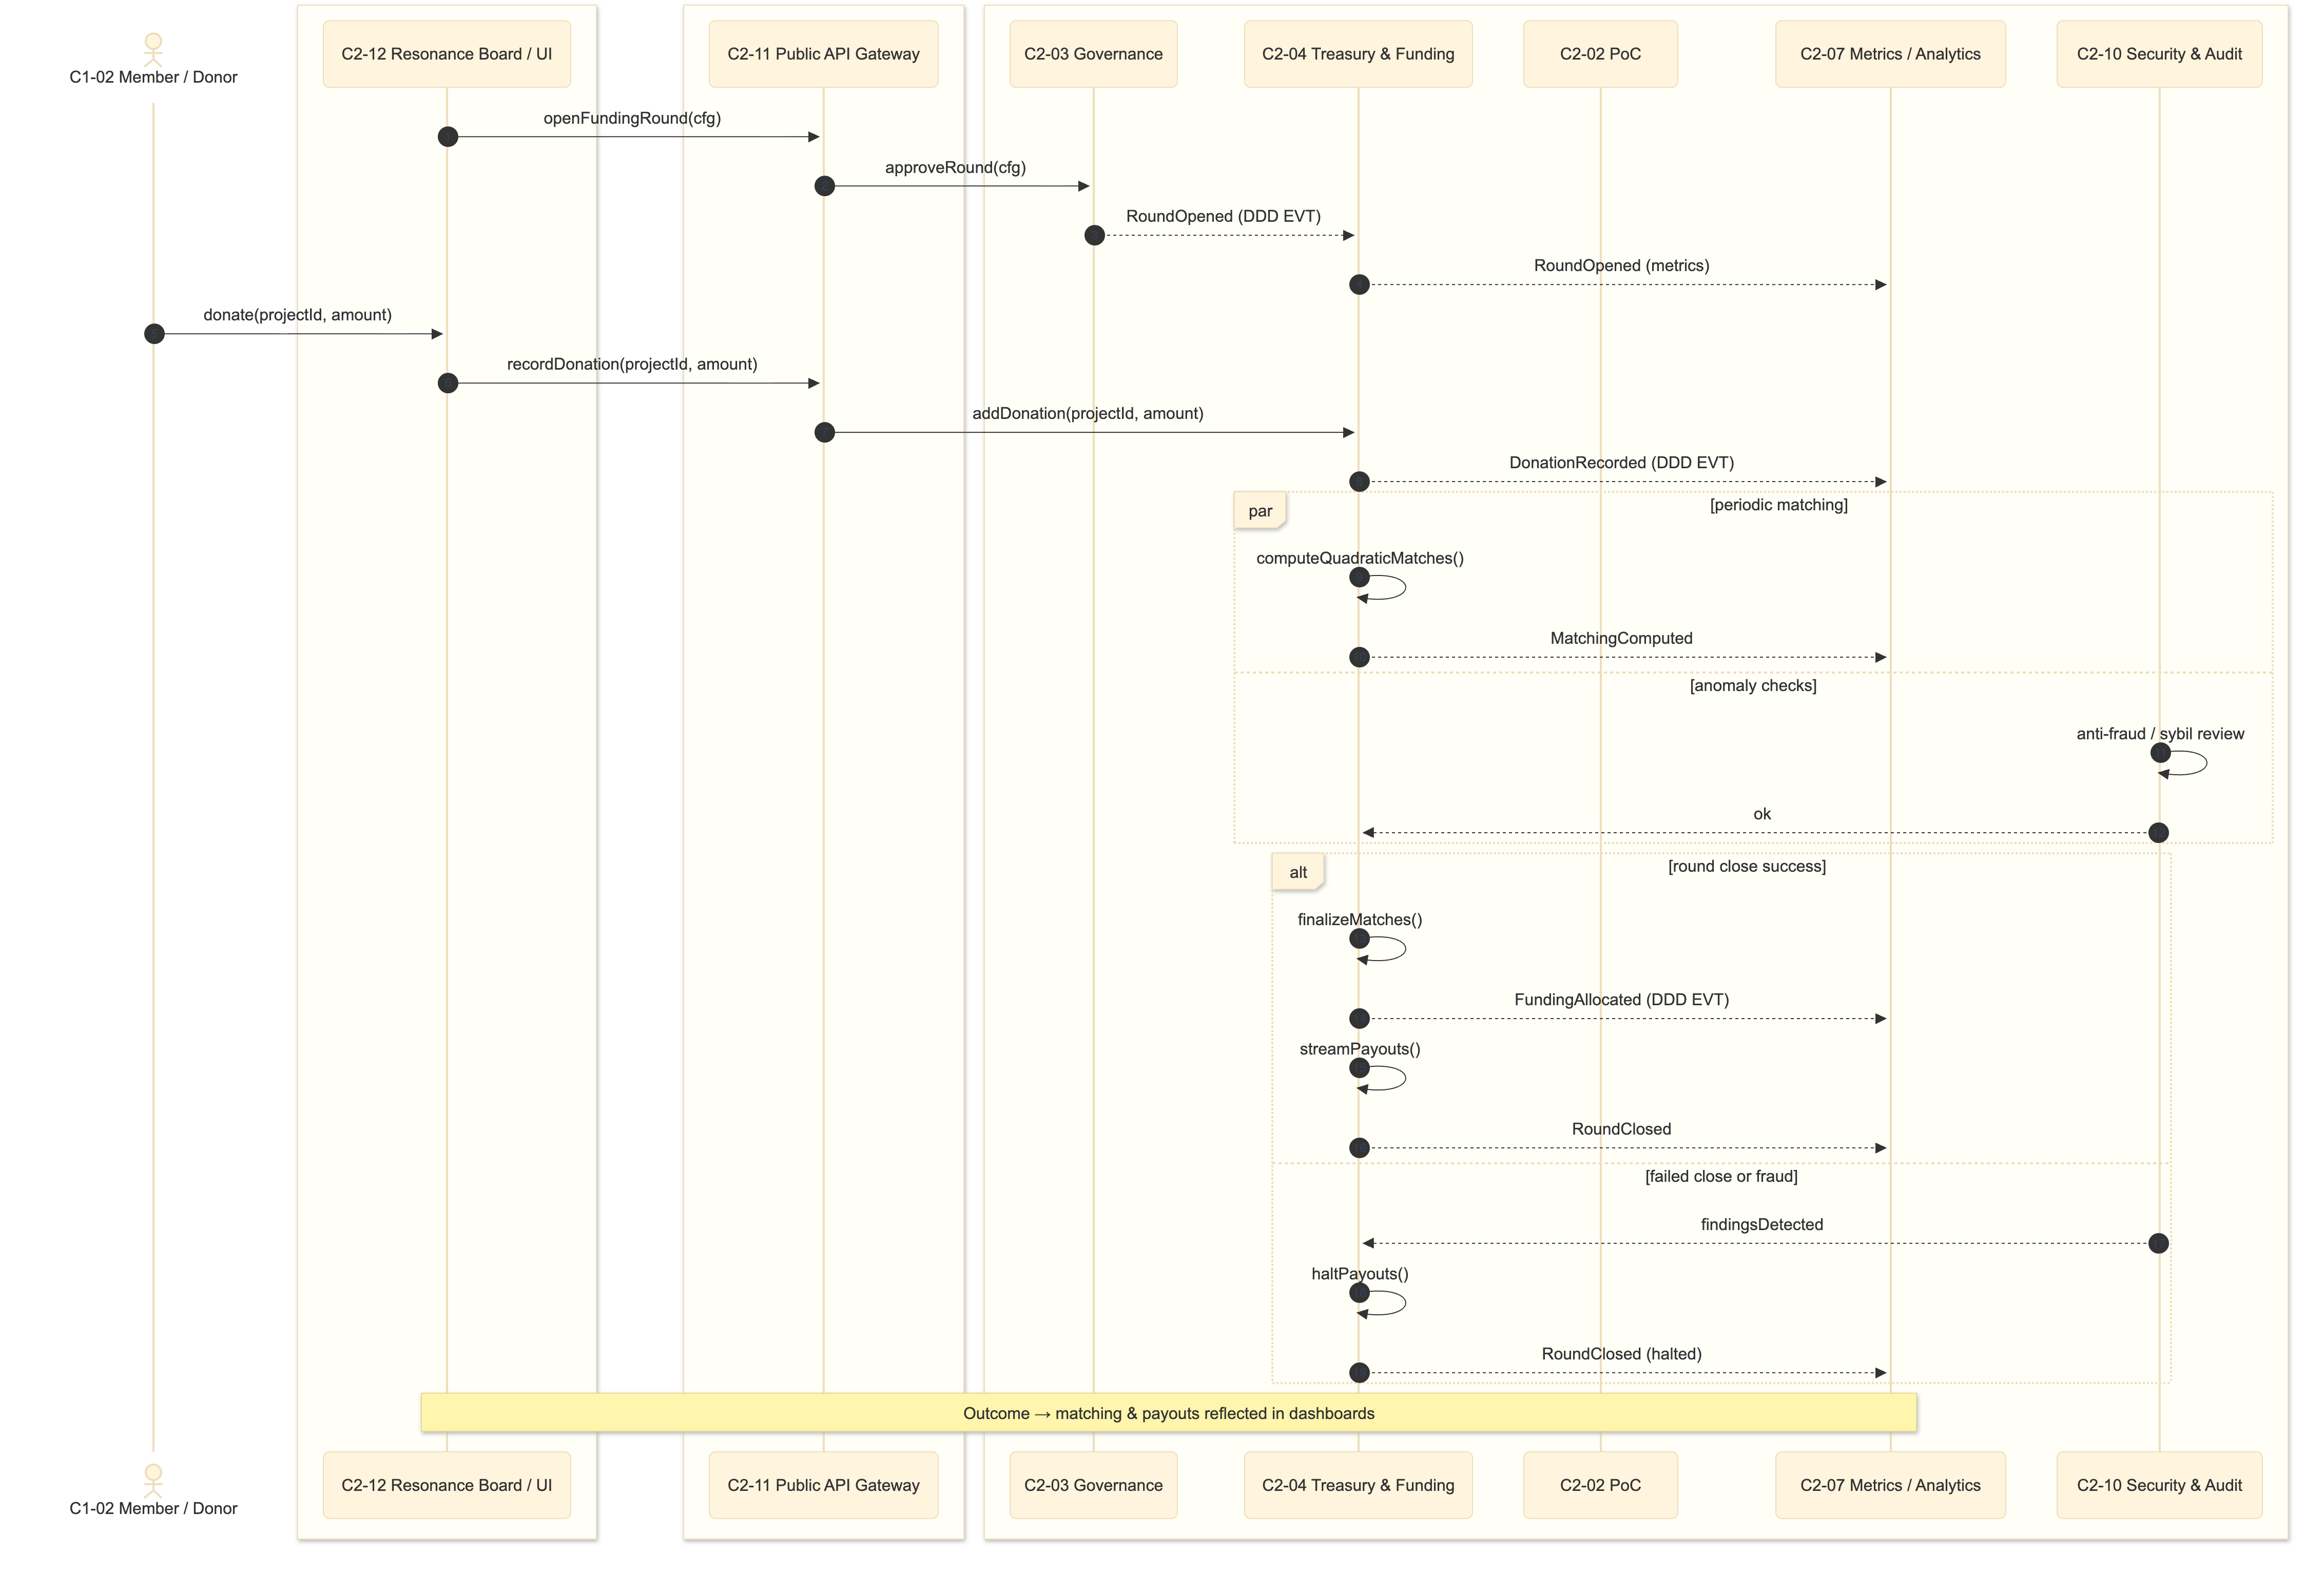 C1-02 Member / Donor
C2-12 Resonance Board / UI
C2-11 Public API Gateway
C2-03 Governance
C2-04 Treasury & Funding
C2-02 PoC
C2-07 Metrics / Analytics
C2-10 Security & Audit
openFundingRound(cfg)
approveRound(cfg)
RoundOpened (DDD EVT)
RoundOpened (metrics)
donate(projectId, amount)
recordDonation(projectId, amount)
addDonation(projectId, amount)
DonationRecorded (DDD EVT)
par
[periodic matching]
computeQuadraticMatches()
MatchingComputed
[anomaly checks]
anti-fraud / sybil review
ok
alt
[round close success]
finalizeMatches()
FundingAllocated (DDD EVT)
streamPayouts()
RoundClosed
[failed close or fraud]
findingsDetected
haltPayouts()
RoundClosed (halted)
Outcome → matching & payouts reflected in dashboards
C1-02 Member / Donor
C2-12 Resonance Board / UI
C2-11 Public API Gateway
C2-03 Governance
C2-04 Treasury & Funding
C2-02 PoC
C2-07 Metrics / Analytics
C2-10 Security & Audit